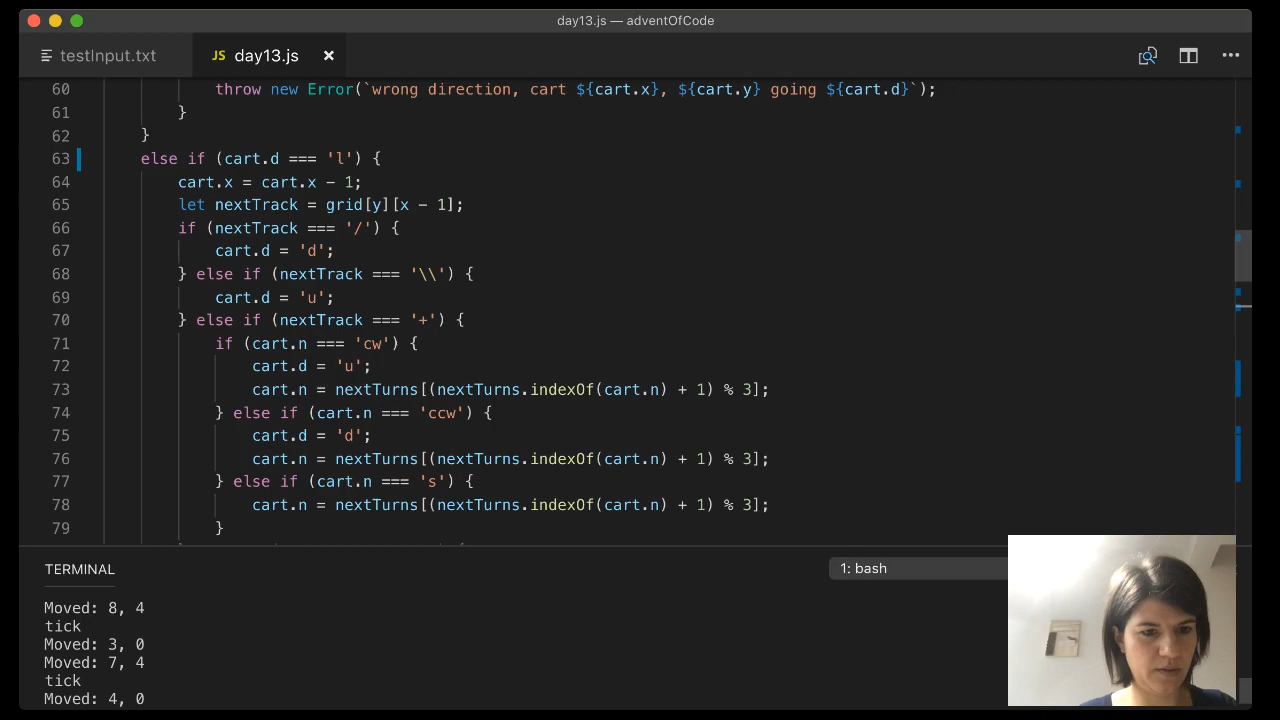 day13.js — adventOfCode
testInput.txt
JS day13.js ×
60 throw new Error(`wrong direction, cart ${cart.x}, ${cart.y} going ${cart.d}`);
61 }
62 }
63 else if (cart.d === 'l') {
64 cart.x = cart.x - 1;
65 let nextTrack = grid[y][x - 1];
66 if (nextTrack === '/') {
67 cart.d = 'd';
68 } else if (nextTrack === '\\') {
69 cart.d = 'u';
70 } else if (nextTrack === '+') {
71 if (cart.n === 'cw') {
72 cart.d = 'u';
73 cart.n = nextTurns[(nextTurns.indexOf(cart.n) + 1) % 3];
74 } else if (cart.n === 'ccw') {
75 cart.d = 'd';
76 cart.n = nextTurns[(nextTurns.indexOf(cart.n) + 1) % 3];
77 } else if (cart.n === 's') {
78 cart.n = nextTurns[(nextTurns.indexOf(cart.n) + 1) % 3];
79 }
TERMINAL
1: bash
Moved: 8, 4
tick
Moved: 3, 0
Moved: 7, 4
tick
Moved: 4, 0